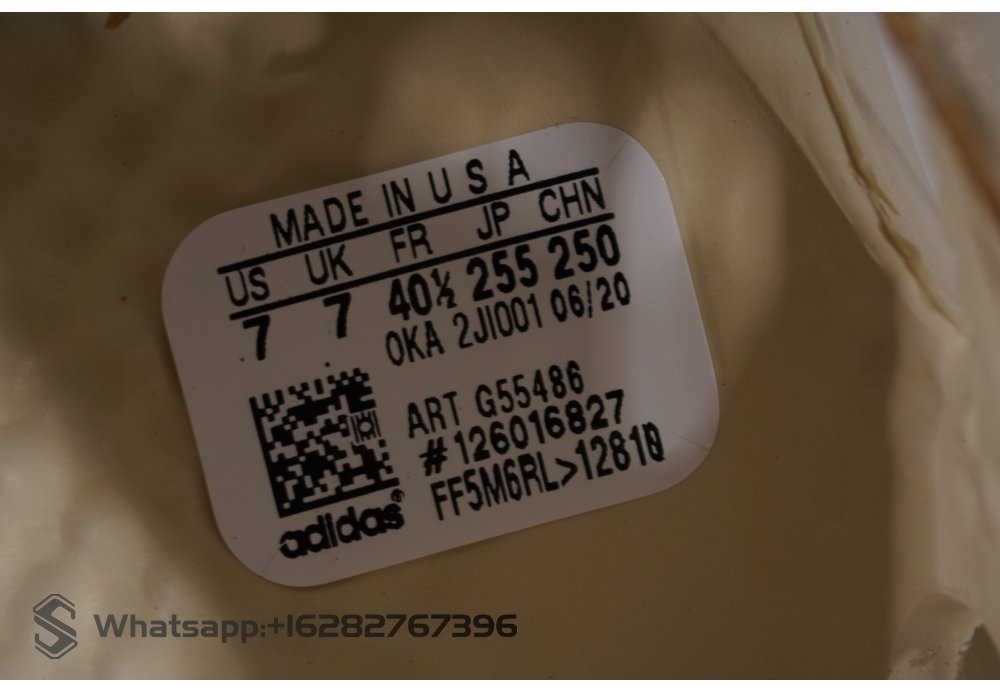 MADE IN U S A
US UK FR JP CHN
7 7 40½ 255 250
OKA 2JI001 06/20
ART G55486
#126016827
FF5M6RL>12810
adidas®
Whatsapp:+16282767396